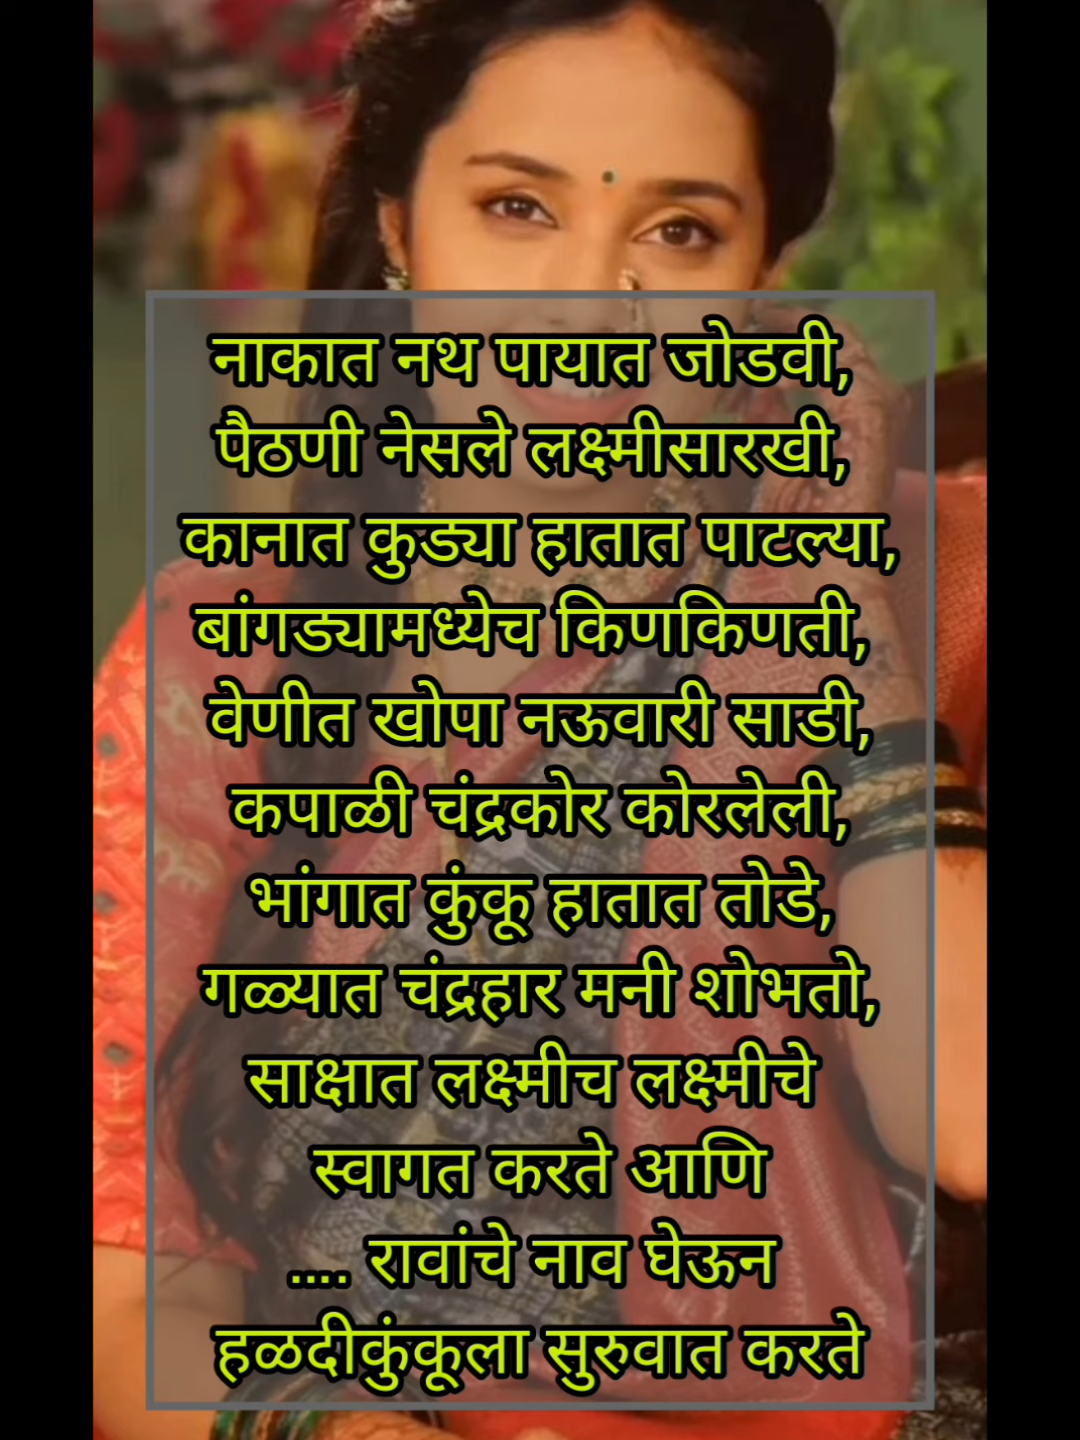 नाकात नथ पायात जोडवी,
पैठणी नेसले लक्ष्मीसारखी,
कानात कुड्या हातात पाटल्या,
बांगड्यामध्येच किणकिणती,
वेणीत खोपा नऊवारी साडी,
कपाळी चंद्रकोर कोरलेली,
भांगात कुंकू हातात तोडे,
गळ्यात चंद्रहार मनी शोभतो,
साक्षात लक्ष्मीच लक्ष्मीचे
स्वागत करते आणि
.... रावांचे नाव घेऊन
हळदीकुंकूला सुरुवात करते